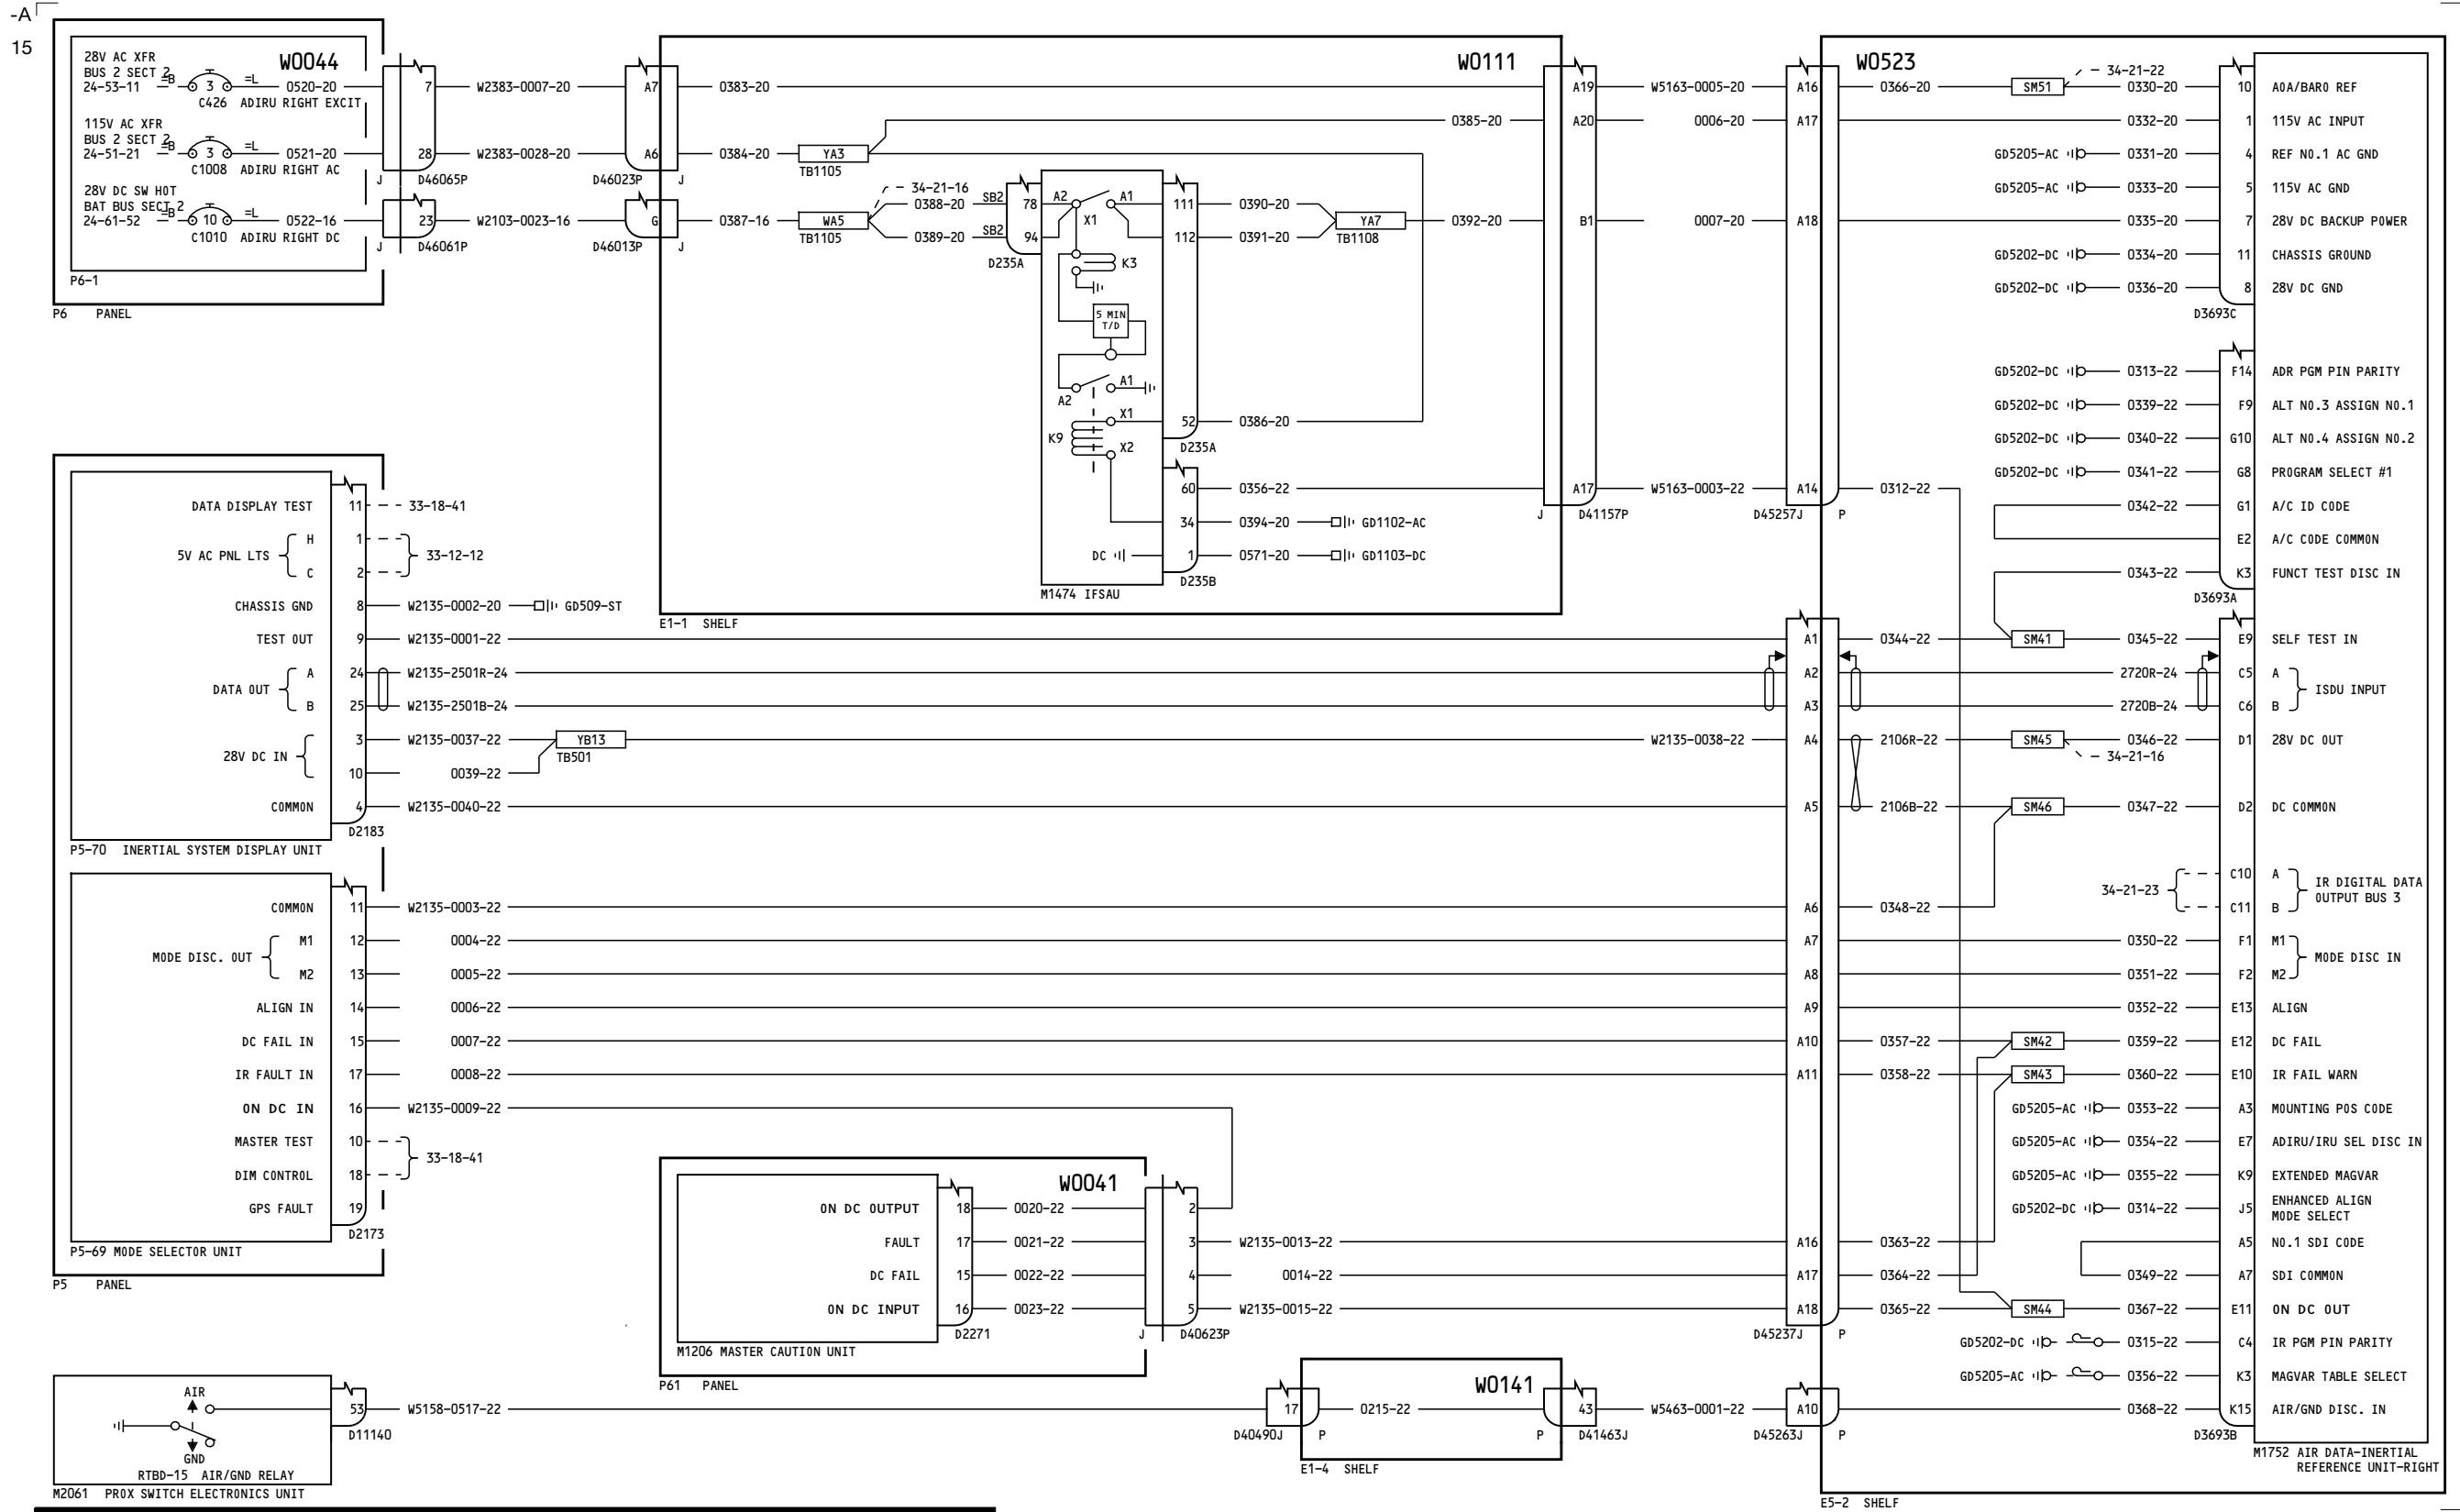 -A
15
28V AC XFR
BUS 2 SECT 2
24-53-11
=B
3
=L
0520-20
C426 ADIRU RIGHT EXCIT
115V AC XFR
BUS 2 SECT 2
24-51-21
=B
3
=L
0521-20
C1008 ADIRU RIGHT AC
28V DC SW HOT
BAT BUS SECT 2
24-61-52
=B
10
=L
0522-16
C1010 ADIRU RIGHT DC
W0044
P6-1
P6 PANEL
7 W2383-0007-20 A7
28 W2383-0028-20 A6
J D46065P D46023P J
23 W2103-0023-16 G
J D46061P D46013P J
W0111
0383-20 A19
0385-20 A20
0384-20 YA3
TB1105
0387-16 WA5
TB1105
34-21-16
0388-20 SB2 78
0389-20 SB2 94
D235A
A2 A1
X1
K3
5 MIN
T/D
A1
A2
X1
K9
X2
111 0390-20
112 0391-20
YA7
TB1108
0392-20 B1
52 0386-20
D235A
60 0356-22 A17
34 0394-20 GD1102-AC
DC 1 0571-20 GD1103-DC
D235B
M1474 IFSAU
E1-1 SHELF
J D41157P
W5163-0005-20 A16
0006-20 A17
0007-20 A18
W5163-0003-22 A14
D45257J P
W0523
0366-20 SM51 34-21-22
0330-20 10 AOA/BARO REF
0332-20 1 115V AC INPUT
GD5205-AC 0331-20 4 REF NO.1 AC GND
GD5205-AC 0333-20 5 115V AC GND
0335-20 7 28V DC BACKUP POWER
GD5202-DC 0334-20 11 CHASSIS GROUND
GD5202-DC 0336-20 8 28V DC GND
D3693C
GD5202-DC 0313-22 F14 ADR PGM PIN PARITY
GD5202-DC 0339-22 F9 ALT NO.3 ASSIGN NO.1
GD5202-DC 0340-22 G10 ALT NO.4 ASSIGN NO.2
GD5202-DC 0341-22 G8 PROGRAM SELECT #1
0312-22
0342-22 G1 A/C ID CODE
E2 A/C CODE COMMON
0343-22 K3 FUNCT TEST DISC IN
D3693A
DATA DISPLAY TEST 11 33-18-41
5V AC PNL LTS H 1
C 2
33-12-12
CHASSIS GND 8 W2135-0002-20 GD509-ST
TEST OUT 9 W2135-0001-22 A1 0344-22 SM41 0345-22 E9 SELF TEST IN
DATA OUT
A 24 W2135-2501R-24 A2 2720R-24 C5 A
B 25 W2135-2501B-24 A3 2720B-24 C6 B
ISDU INPUT
28V DC IN
3 W2135-0037-22 YB13 W2135-0038-22 A4 2106R-22 SM45 0346-22 D1 28V DC OUT
TB501
34-21-16
10 0039-22
COMMON 4 W2135-0040-22 A5 2106B-22 SM46 0347-22 D2 DC COMMON
D2183
P5-70 INERTIAL SYSTEM DISPLAY UNIT
34-21-23
C10 A
C11 B
IR DIGITAL DATA
OUTPUT BUS 3
COMMON 11 W2135-0003-22 A6 0348-22
MODE DISC. OUT
M1 12 0004-22 A7 0350-22 F1 M1
M2 13 0005-22 A8 0351-22 F2 M2
MODE DISC IN
ALIGN IN 14 0006-22 A9 0352-22 E13 ALIGN
DC FAIL IN 15 0007-22 A10 0357-22 SM42 0359-22 E12 DC FAIL
IR FAULT IN 17 0008-22 A11 0358-22 SM43 0360-22 E10 IR FAIL WARN
ON DC IN 16 W2135-0009-22
MASTER TEST 10
DIM CONTROL 18
33-18-41
GPS FAULT 19
D2173
P5-69 MODE SELECTOR UNIT
P5 PANEL
GD5205-AC 0353-22 A3 MOUNTING POS CODE
GD5205-AC 0354-22 E7 ADIRU/IRU SEL DISC IN
GD5205-AC 0355-22 K9 EXTENDED MAGVAR
GD5202-DC 0314-22 J5 ENHANCED ALIGN
MODE SELECT
W0041
ON DC OUTPUT 18 0020-22 2
FAULT 17 0021-22 3 W2135-0013-22 A16 0363-22
DC FAIL 15 0022-22 4 0014-22 A17 0364-22
ON DC INPUT 16 0023-22 5 W2135-0015-22 A18 0365-22 SM44 0367-22 E11 ON DC OUT
A5 NO.1 SDI CODE
0349-22 A7 SDI COMMON
D2271 J D40623P D45237J P
M1206 MASTER CAUTION UNIT
P61 PANEL
GD5202-DC 0315-22 C4 IR PGM PIN PARITY
GD5205-AC 0356-22 K3 MAGVAR TABLE SELECT
AIR
GND
RTBD-15 AIR/GND RELAY
M2061 PROX SWITCH ELECTRONICS UNIT
53 W5158-0517-22
D11140
W0141
17 0215-22 43
D40490J P P D41463J
E1-4 SHELF
W5463-0001-22 A10 0368-22 K15 AIR/GND DISC. IN
D45263J P
D3693B
M1752 AIR DATA-INERTIAL
REFERENCE UNIT-RIGHT
E5-2 SHELF